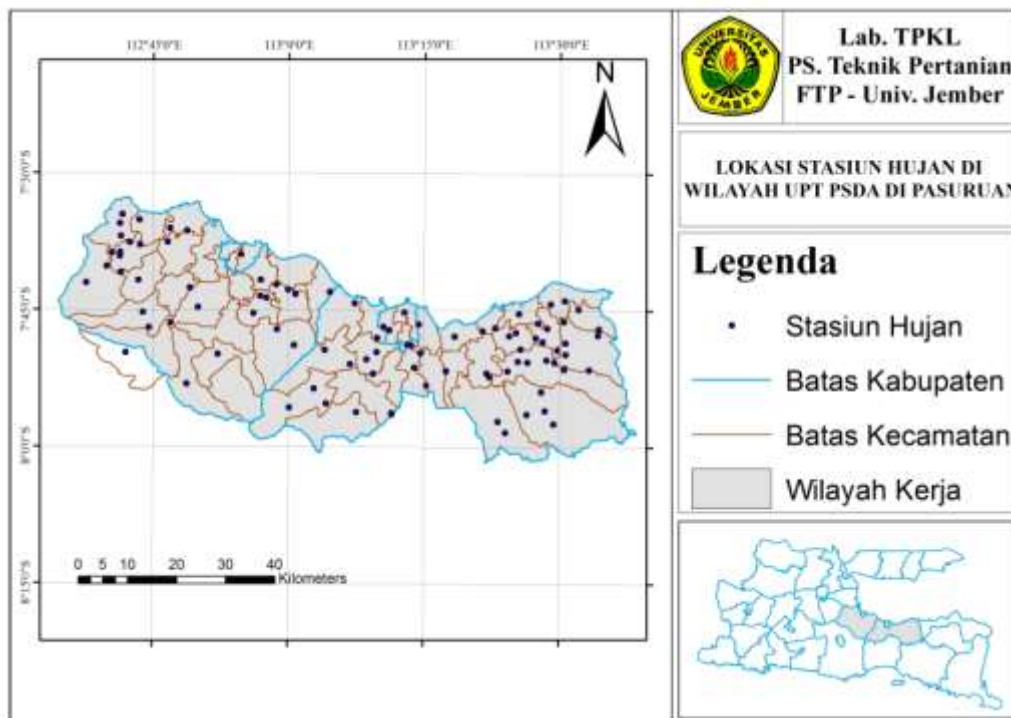 112°45'0"E
113°0'0"E
113°15'0"E
113°30'0"E
N
7°30'0"S
7°45'0"S
8°0'0"S
8°15'0"S
0 5 10 20 30 40
Kilometers
UNIVERSITAS
JEMBER
Lab. TPKL
PS. Teknik Pertanian
FTP - Univ. Jember
LOKASI STASIUN HUJAN DI
WILAYAH UPT PSDA DI PASURUAN
Legenda
Stasiun Hujan
Batas Kabupaten
Batas Kecamatan
Wilayah Kerja